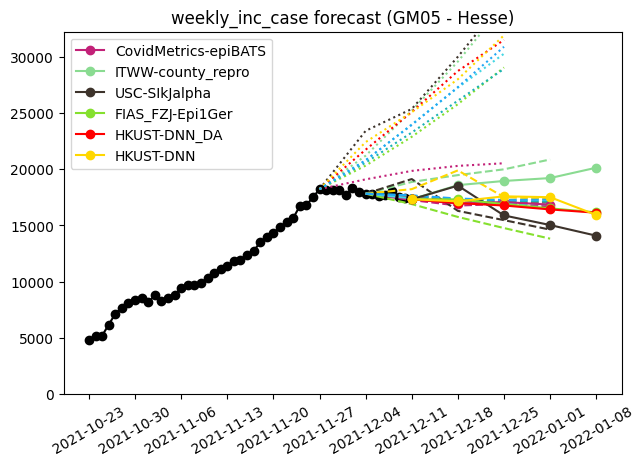 weekly_inc_case forecast (GM05 - Hesse)
30000
25000
20000
15000
10000
5000
0
CovidMetrics-epiBATS
ITWW-county_repro
USC-SIkJalpha
FIAS_FZJ-Epi1Ger
HKUST-DNN_DA
HKUST-DNN
2021-10-23
2021-10-30
2021-11-06
2021-11-13
2021-11-20
2021-11-27
2021-12-04
2021-12-11
2021-12-18
2021-12-25
2022-01-01
2022-01-08